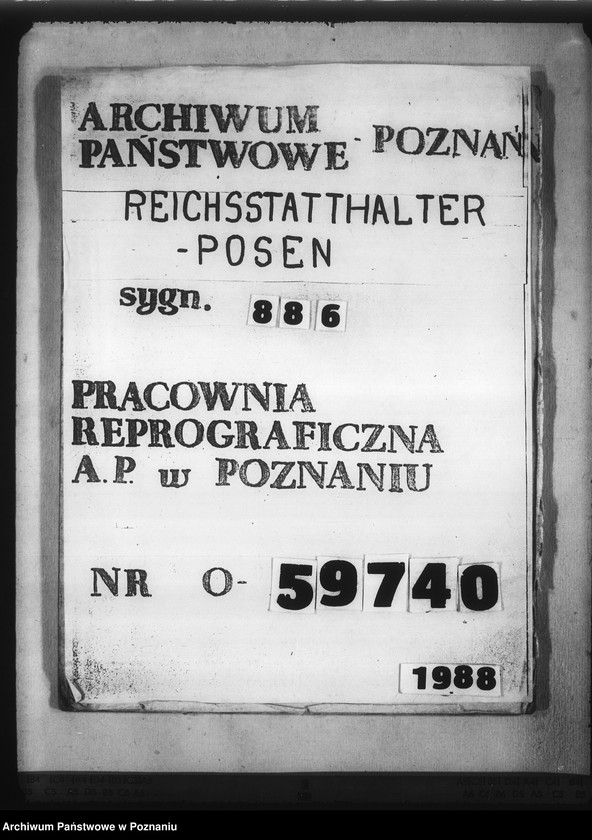 ARCHIWUM
PAŃSTWOWE - POZNAŃ
REICHSSTATTHALTER
-POSEN
sygn. 886
PRACOWNIA
REPROGRAFICZNA
A.P. w POZNANIU
NR O- 59740
1988
Archiwum Państwowe w Poznaniu